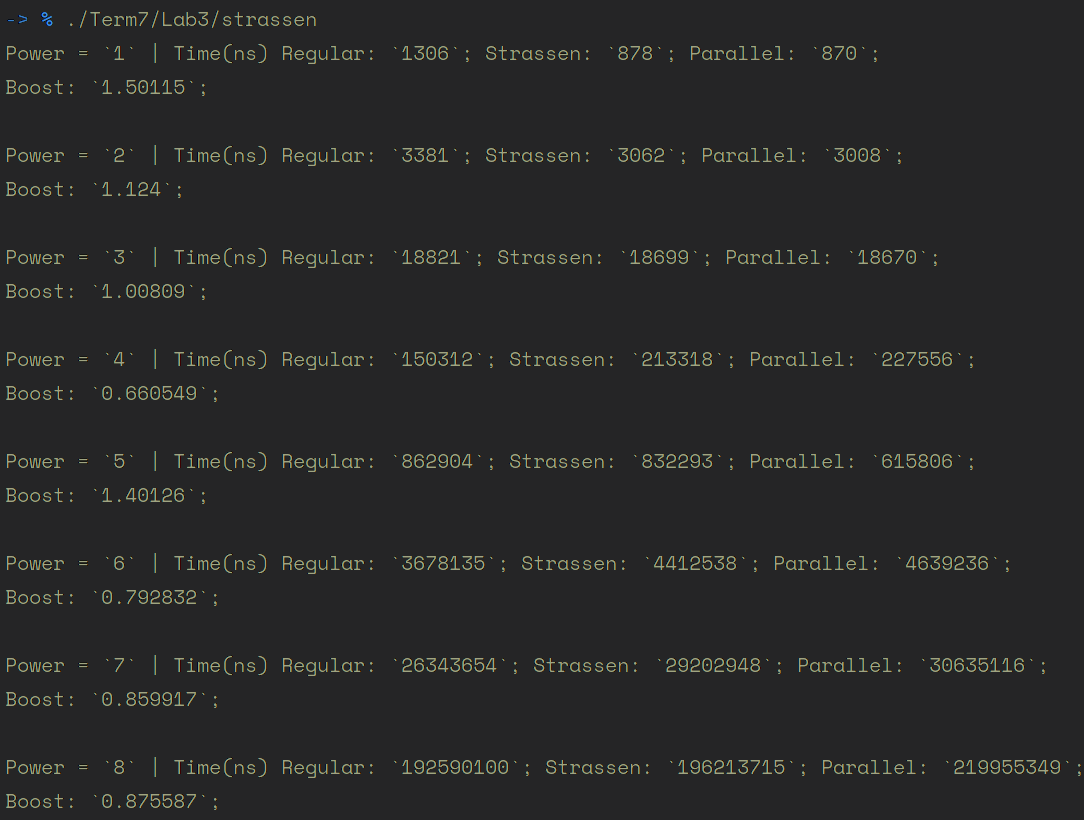 -> % ./Term7/Lab3/strassen
Power = `1` | Time(ns) Regular: `1306`; Strassen: `878`; Parallel: `870`;
Boost: `1.50115`;
Power = `2` | Time(ns) Regular: `3381`; Strassen: `3062`; Parallel: `3008`;
Boost: `1.124`;
Power = `3` | Time(ns) Regular: `18821`; Strassen: `18699`; Parallel: `18670`;
Boost: `1.00809`;
Power = `4` | Time(ns) Regular: `150312`; Strassen: `213318`; Parallel: `227556`;
Boost: `0.660549`;
Power = `5` | Time(ns) Regular: `862904`; Strassen: `832293`; Parallel: `615806`;
Boost: `1.40126`;
Power = `6` | Time(ns) Regular: `3678135`; Strassen: `4412538`; Parallel: `4639236`;
Boost: `0.792832`;
Power = `7` | Time(ns) Regular: `26343654`; Strassen: `29202948`; Parallel: `30635116`;
Boost: `0.859917`;
Power = `8` | Time(ns) Regular: `192590100`; Strassen: `196213715`; Parallel: `219955349`;
Boost: `0.875587`;